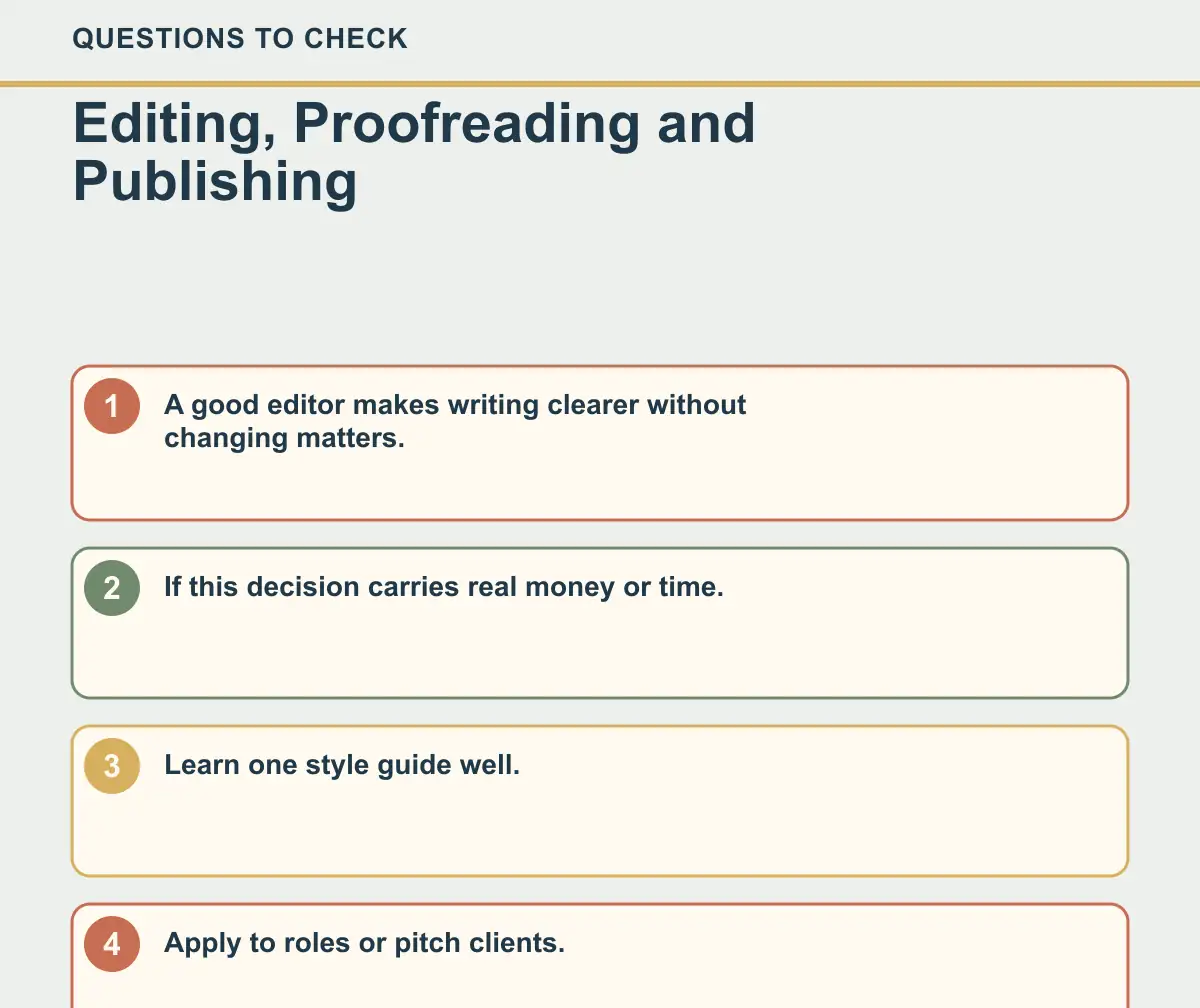 QUESTIONS TO CHECK
Editing, Proofreading and
Publishing
1
A good editor makes writing clearer without
changing matters.
2
If this decision carries real money or time.
3
Learn one style guide well.
4
Apply to roles or pitch clients.